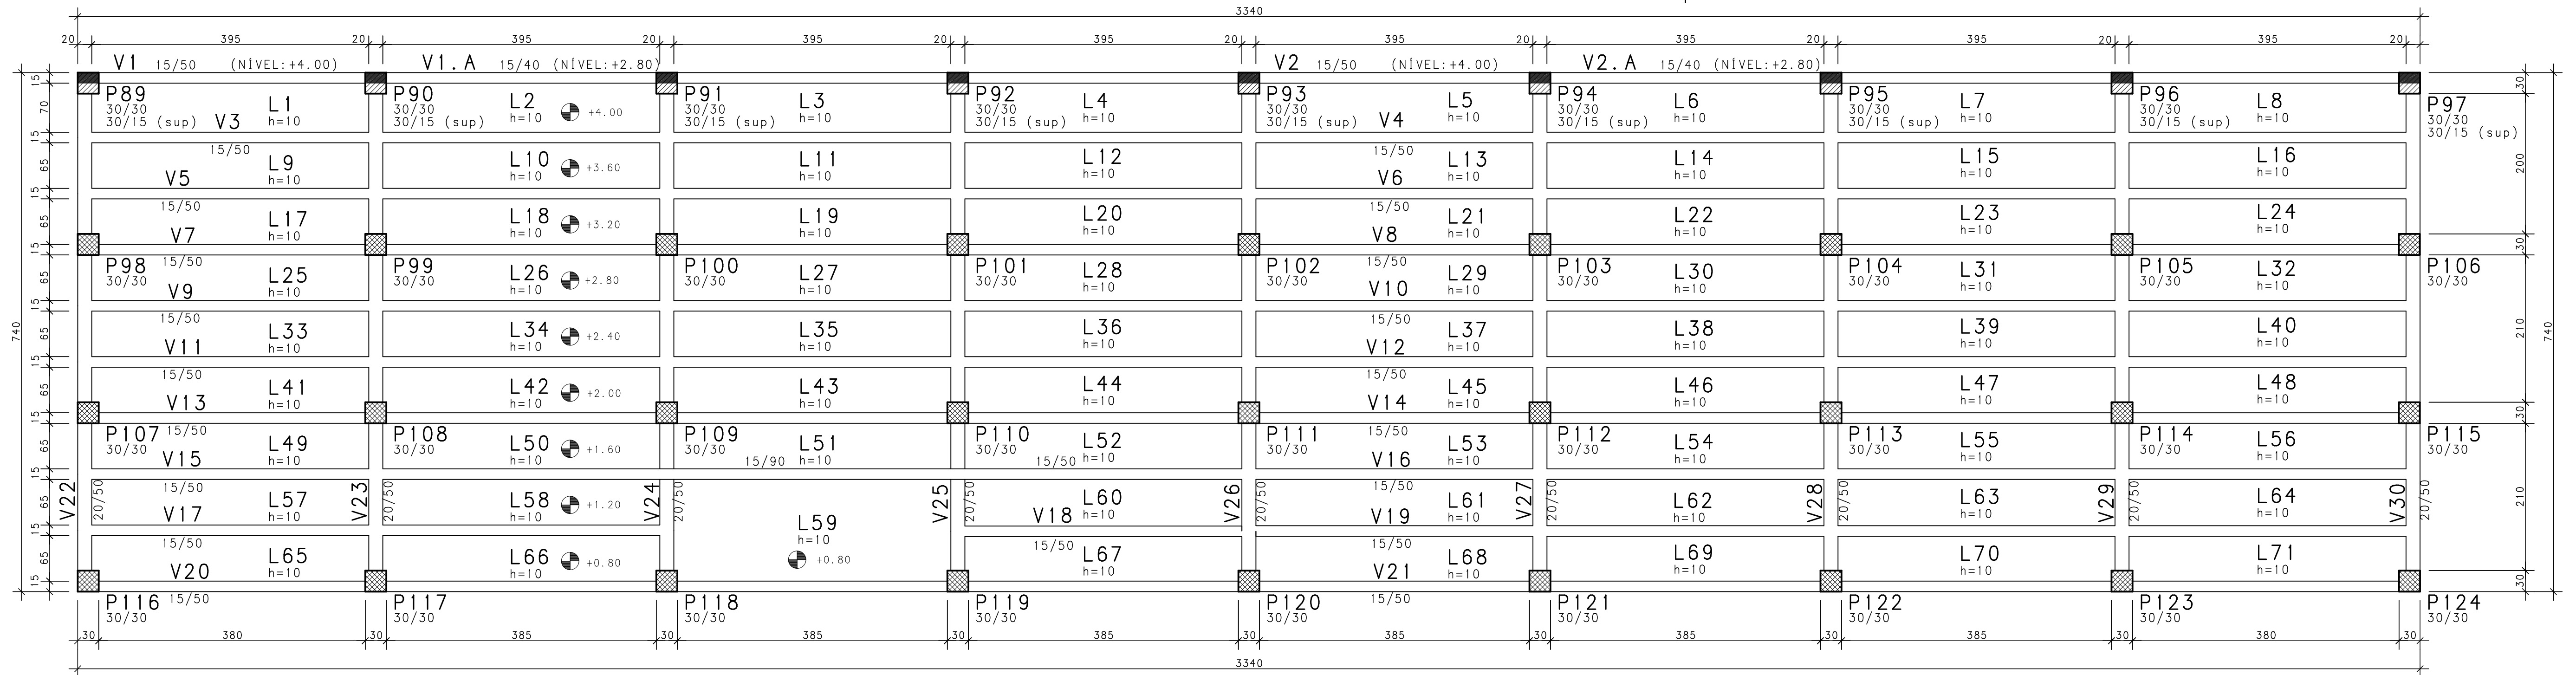 3340
20 395 20 395 20 395 20 395 20 395 20 395 20 395 20 395 20
V1 15/50 (NÍVEL:+4.00) V1.A 15/40 (NÍVEL:+2.80) V2 15/50 (NÍVEL:+4.00) V2.A 15/40 (NÍVEL:+2.80)
15 30
P89 L1 P90 L2 P91 L3 P92 L4 P93 L5 P94 L6 P95 L7 P96 L8 P97
30/30 h=10 30/30 h=10 +4.00 30/30 h=10 30/30 h=10 30/30 h=10 30/30 h=10 30/30 h=10 30/30 h=10 30/30
70 30/15 (sup) V3 30/15 (sup) 30/15 (sup) 30/15 (sup) 30/15 (sup) V4 30/15 (sup) 30/15 (sup) 30/15 (sup) 30/15 (sup)
15 15/50 15/50
65 L9 L10 L11 L12 L13 L14 L15 L16 200
h=10 h=10 +3.60 h=10 h=10 h=10 h=10 h=10 h=10
V5 V6
15 15/50 15/50
65 L17 L18 L19 L20 L21 L22 L23 L24
h=10 h=10 +3.20 h=10 h=10 h=10 h=10 h=10 h=10
V7 V8
15 30
P98 15/50 P99 P100 P101 P102 15/50 P103 P104 P105 P106
30/30 30/30 30/30 30/30 30/30 30/30 30/30 30/30 30/30
65 L25 L26 L27 L28 L29 L30 L31 L32
h=10 h=10 +2.80 h=10 h=10 h=10 h=10 h=10 h=10
V9 V10
15 15/50 15/50
740 65 L33 L34 L35 L36 L37 L38 L39 L40 210 740
h=10 h=10 +2.40 h=10 h=10 h=10 h=10 h=10 h=10
V11 V12
15 15/50 15/50
65 L41 L42 L43 L44 L45 L46 L47 L48
h=10 h=10 +2.00 h=10 h=10 h=10 h=10 h=10 h=10
V13 V14
15 30
P107 15/50 P108 P109 P110 P111 15/50 P112 P113 P114 P115
30/30 30/30 30/30 30/30 30/30 30/30 30/30 30/30 30/30
65 L49 L50 L51 L52 L53 L54 L55 L56
h=10 h=10 +1.60 h=10 h=10 h=10 h=10 h=10 h=10
V15 15/90 15/50 V16
15 15/50 15/50
V22 20/50 V23 20/50 V24 20/50 V25 20/50 V26 20/50 V27 20/50 V28 20/50 V29 20/50 V30 20/50
65 L57 L58 L59 L60 L61 L62 L63 L64 210
h=10 h=10 +1.20 h=10 h=10 h=10 h=10 h=10 h=10
V17 V18 V19
15 15/50 15/50 15/50
65 L65 L66 +0.80 L67 L68 L69 L70 L71
h=10 h=10 +0.80 h=10 h=10 h=10 h=10 h=10
V20 V21
15 30
P116 15/50 P117 P118 P119 P120 15/50 P121 P122 P123 P124
30/30 30/30 30/30 30/30 30/30 30/30 30/30 30/30 30/30
30 380 30 385 30 385 30 385 30 385 30 385 30 385 30 380 30
3340